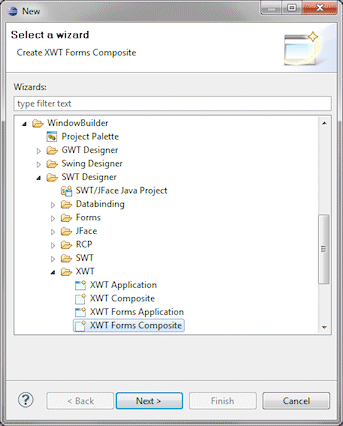 New
Select a wizard
Create XWT Forms Composite
Wizards:
type filter text
WindowBuilder
Project Palette
GWT Designer
Swing Designer
SWT Designer
SWT/JFace Java Project
Databinding
Forms
JFace
RCP
SWT
XWT
XWT Application
XWT Composite
XWT Forms Application
XWT Forms Composite
?
< Back
Next >
Finish
Cancel